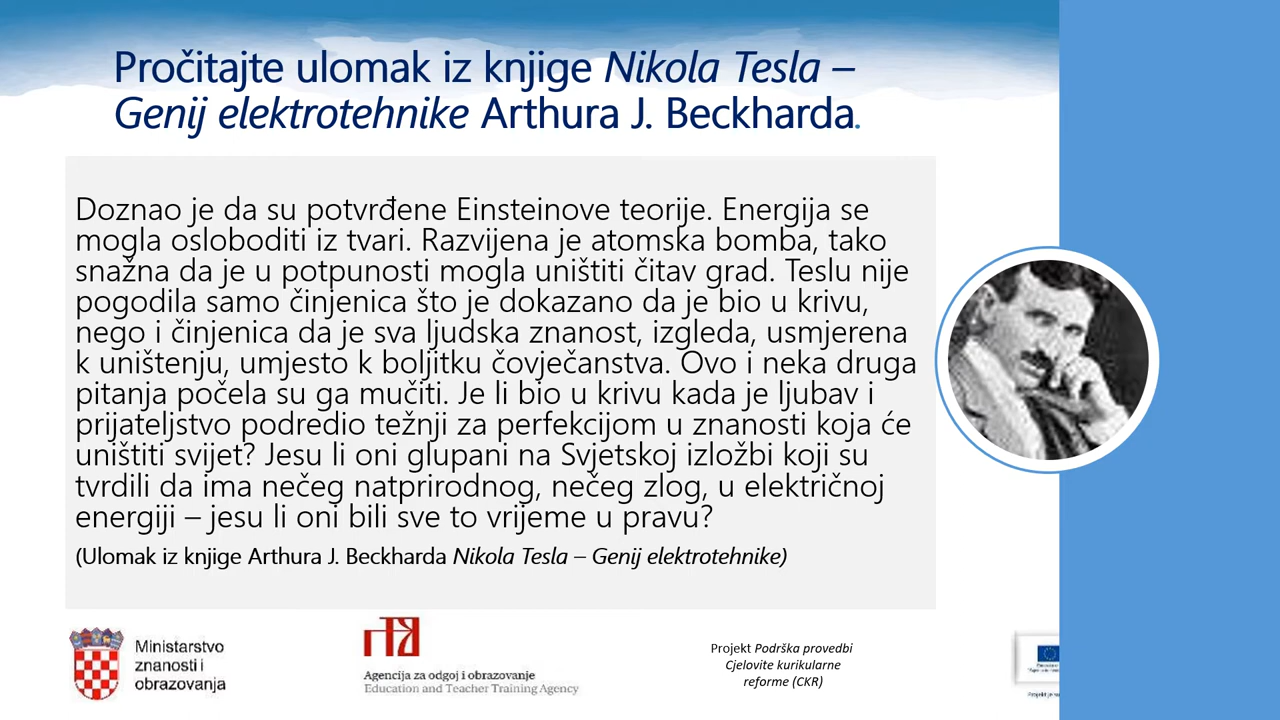 Pročitajte ulomak iz knjige Nikola Tesla –
Genij elektrotehnike Arthura J. Beckharda.
Doznao je da su potvrđene Einsteinove teorije. Energija se
mogla osloboditi iz tvari. Razvijena je atomska bomba, tako
snažna da je u potpunosti mogla uništiti čitav grad. Teslu nije
pogodila samo činjenica što je dokazano da je bio u krivu,
nego i činjenica da je sva ljudska znanost, izgleda, usmjerena
k uništenju, umjesto k boljitku čovječanstva. Ovo i neka druga
pitanja počela su ga mučiti. Je li bio u krivu kada je ljubav i
prijateljstvo podredio težnji za perfekcijom u znanosti koja će
uništiti svijet? Jesu li oni glupani na Svjetskoj izložbi koji su
tvrdili da ima nečeg natprirodnog, nečeg zlog, u električnoj
energiji – jesu li oni bili sve to vrijeme u pravu?
(Ulomak iz knjige Arthura J. Beckharda Nikola Tesla – Genij elektrotehnike)
Ministarstvo
znanosti i
obrazovanja
Agencija za odgoj i obrazovanje
Education and Teacher Training Agency
Projekt Podrška provedbi
Cjelovite kurikularne
reforme (CKR)
Projekt je su